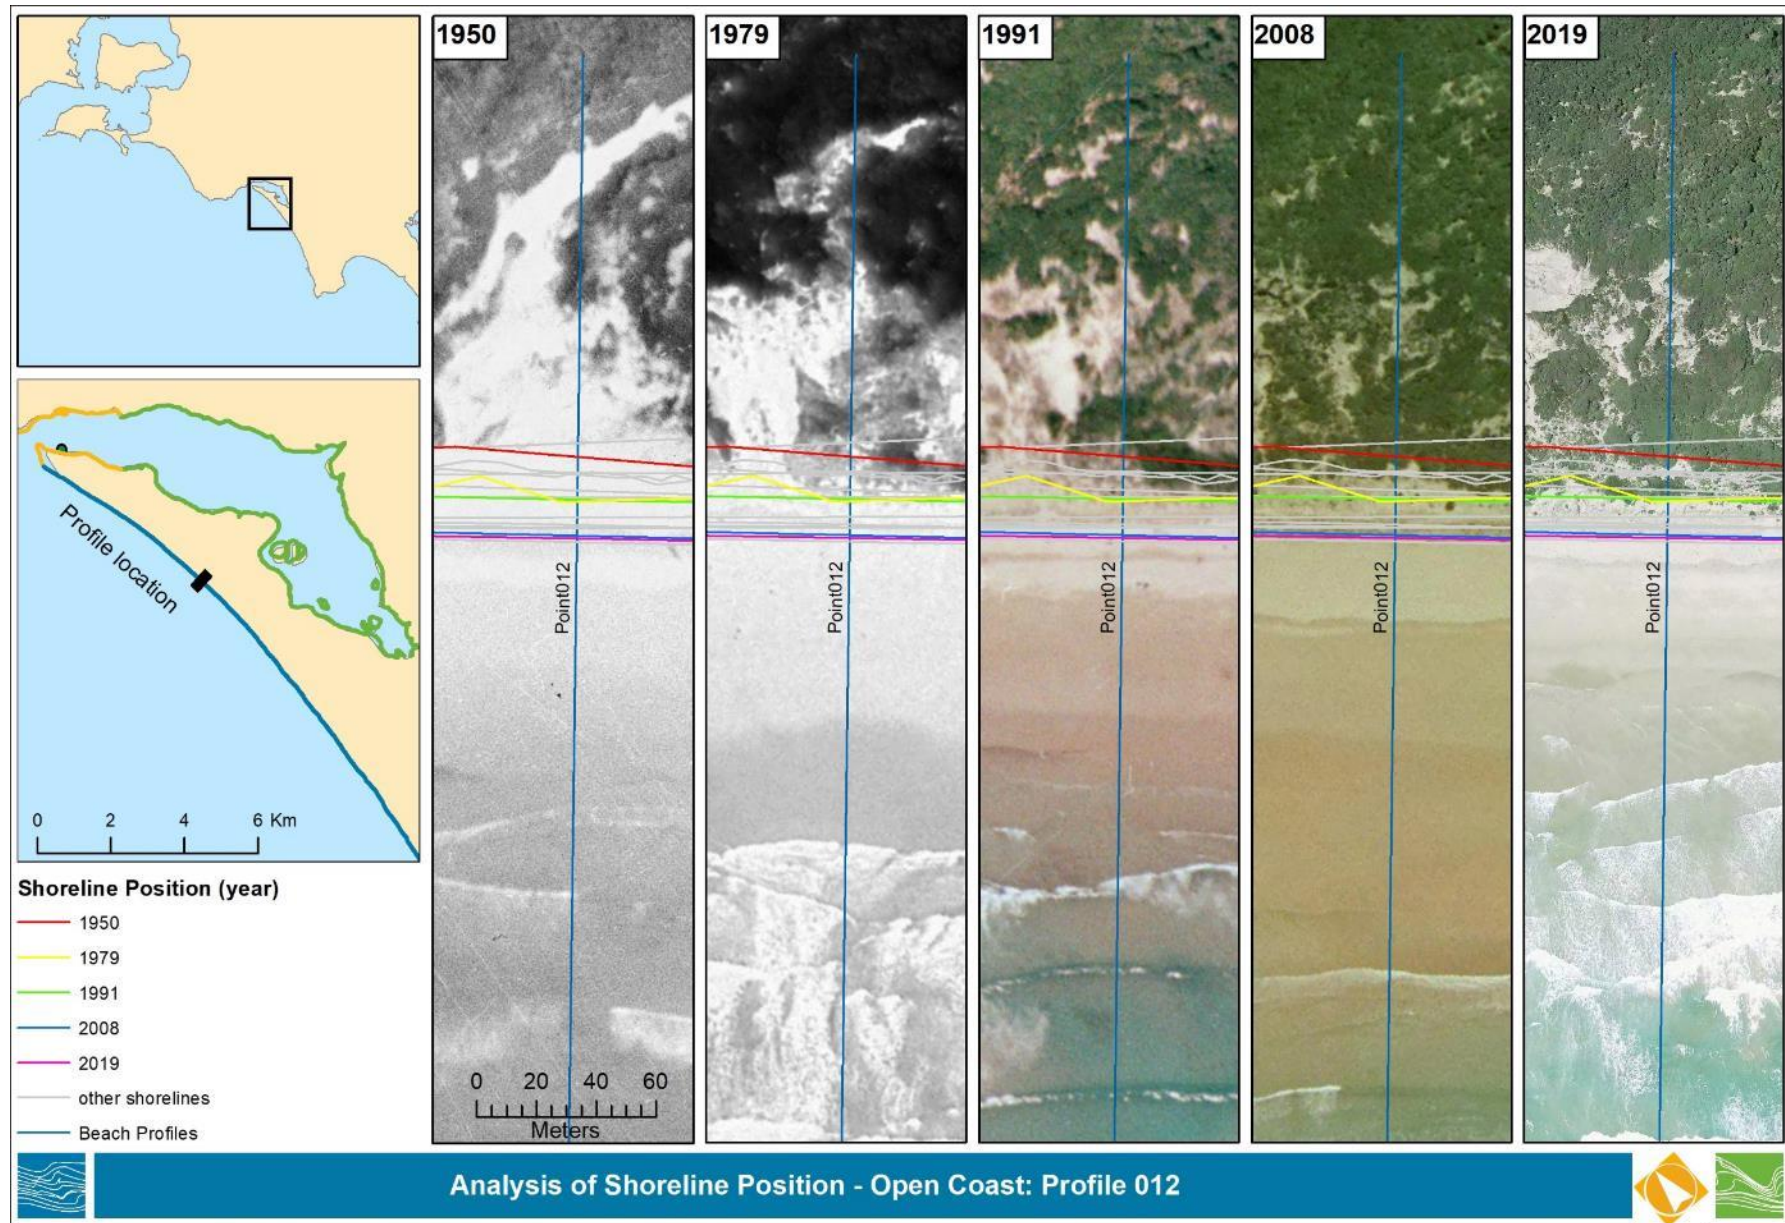 1950
1979
1991
2008
2019
Profile location
0 2 4 6 Km
Shoreline Position (year)
1950
1979
1991
2008
2019
other shorelines
Beach Profiles
Point012
Point012
Point012
Point012
Point012
0 20 40 60
Meters
Analysis of Shoreline Position - Open Coast: Profile 012